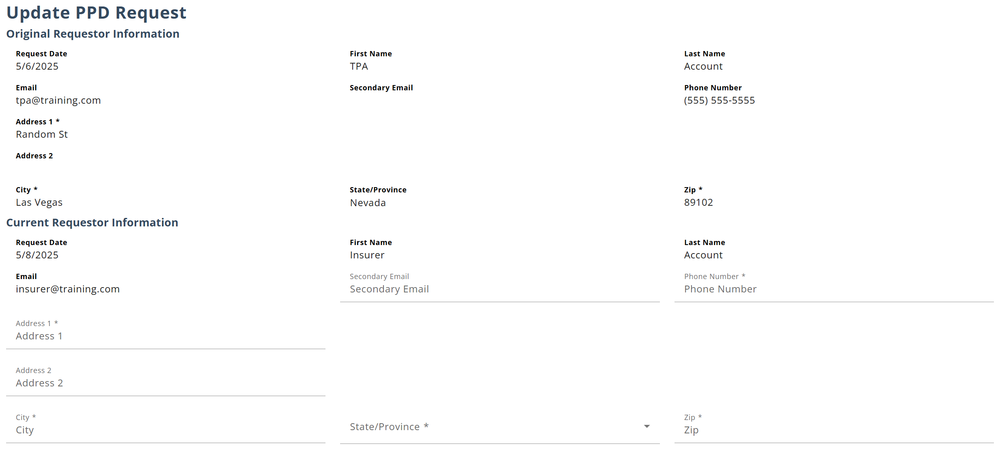 Update PPD Request
Original Requestor Information
Request Date First Name Last Name
5/6/2025 TPA Account
Email Secondary Email Phone Number
tpa@training.com (555) 555-5555
Address 1 *
Random St
Address 2
City * State/Province Zip *
Las Vegas Nevada 89102
Current Requestor Information
Request Date First Name Last Name
5/8/2025 Insurer Account
Email Secondary Email Phone Number *
insurer@training.com Secondary Email Phone Number
Address 1 *
Address 1
Address 2
Address 2
City * Zip *
City State/Province * Zip